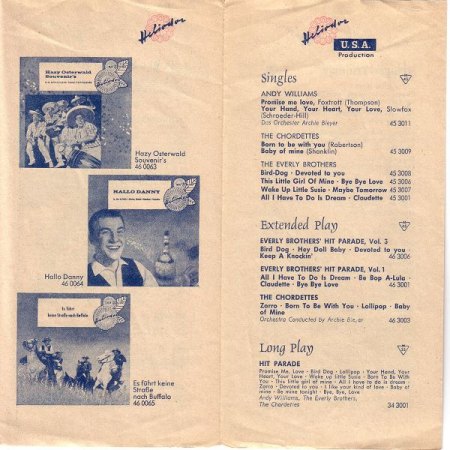 Heliodor
Hazy Osterwald
Souvenir's
Hazy Osterwald
Souvenir's
46 0063
HALLO DANNY
Hallo Danny
46 0064
Es führt
keine Straße nach Buffalo
Es führt keine
Straße
nach Buffalo
46 0065
Heliodor
U.S.A.
Production
Singles
ANDY WILLIAMS
Promise me love, Foxtrott (Thompson)
Your Hand, Your Heart, Your Love, Slowfox
(Schroeder-Hill)
Das Orchester Archie Bleyer 45 3011
THE CHORDETTES
Born to be with you (Robertson)
Baby of mine (Shanklin) 45 3009
THE EVERLY BROTHERS
Bird-Dog · Devoted to you 45 3008
This Little Girl Of Mine · Bye Bye Love 45 3006
Wake Up Little Susie · Maybe Tomorrow 45 3007
All I Have To Do Is Dream · Claudette 45 3001
Extended Play
EVERLY BROTHERS' HIT PARADE, Vol. 3
Bird Dog · Hey Doll Baby · Devoted to you ·
Keep A Knockin' 46 3006
EVERLY BROTHERS' HIT PARADE, Vol. 1
All I Have To Do Is Dream · Be Bop A-Lula ·
Claudette · Bye Bye Love 46 3001
THE CHORDETTES
Zorro · Born To Be With You · Lollipop · Baby
of Mine
Orchestra Conducted by Archie Bleyer 46 3003
Long Play
HIT PARADE
Promise Me, Love · Bird Dog · Lollipop · Your Hand, Your
Heart, Your Love · Wake up little Susie · Born To Be With
You · This little girl of mine · All I have to do is dream ·
Zorro · Devoted to you · I like your kind of love · Baby
of mine · Be mine tonight · Bye, Bye, Love
Andy Williams, The Everly Brothers,
The Chordettes 34 3001